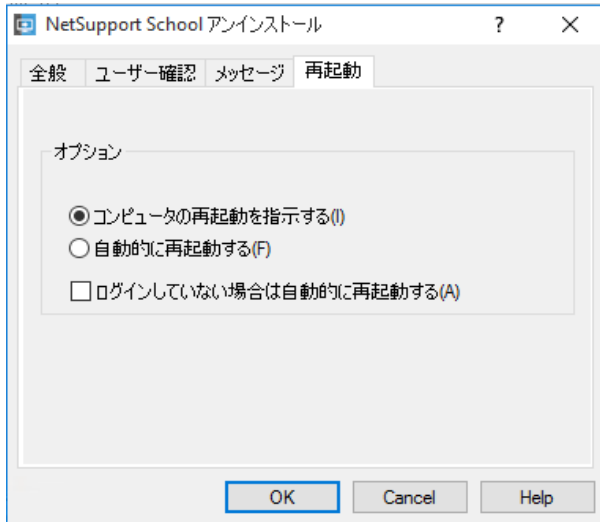 NetSupport School アンインストール
全般 ユーザー確認 メッセージ 再起動
オプション
コンピュータの再起動を指示する(I)
自動的に再起動する(F)
ログインしていない場合は自動的に再起動する(A)
OK Cancel Help